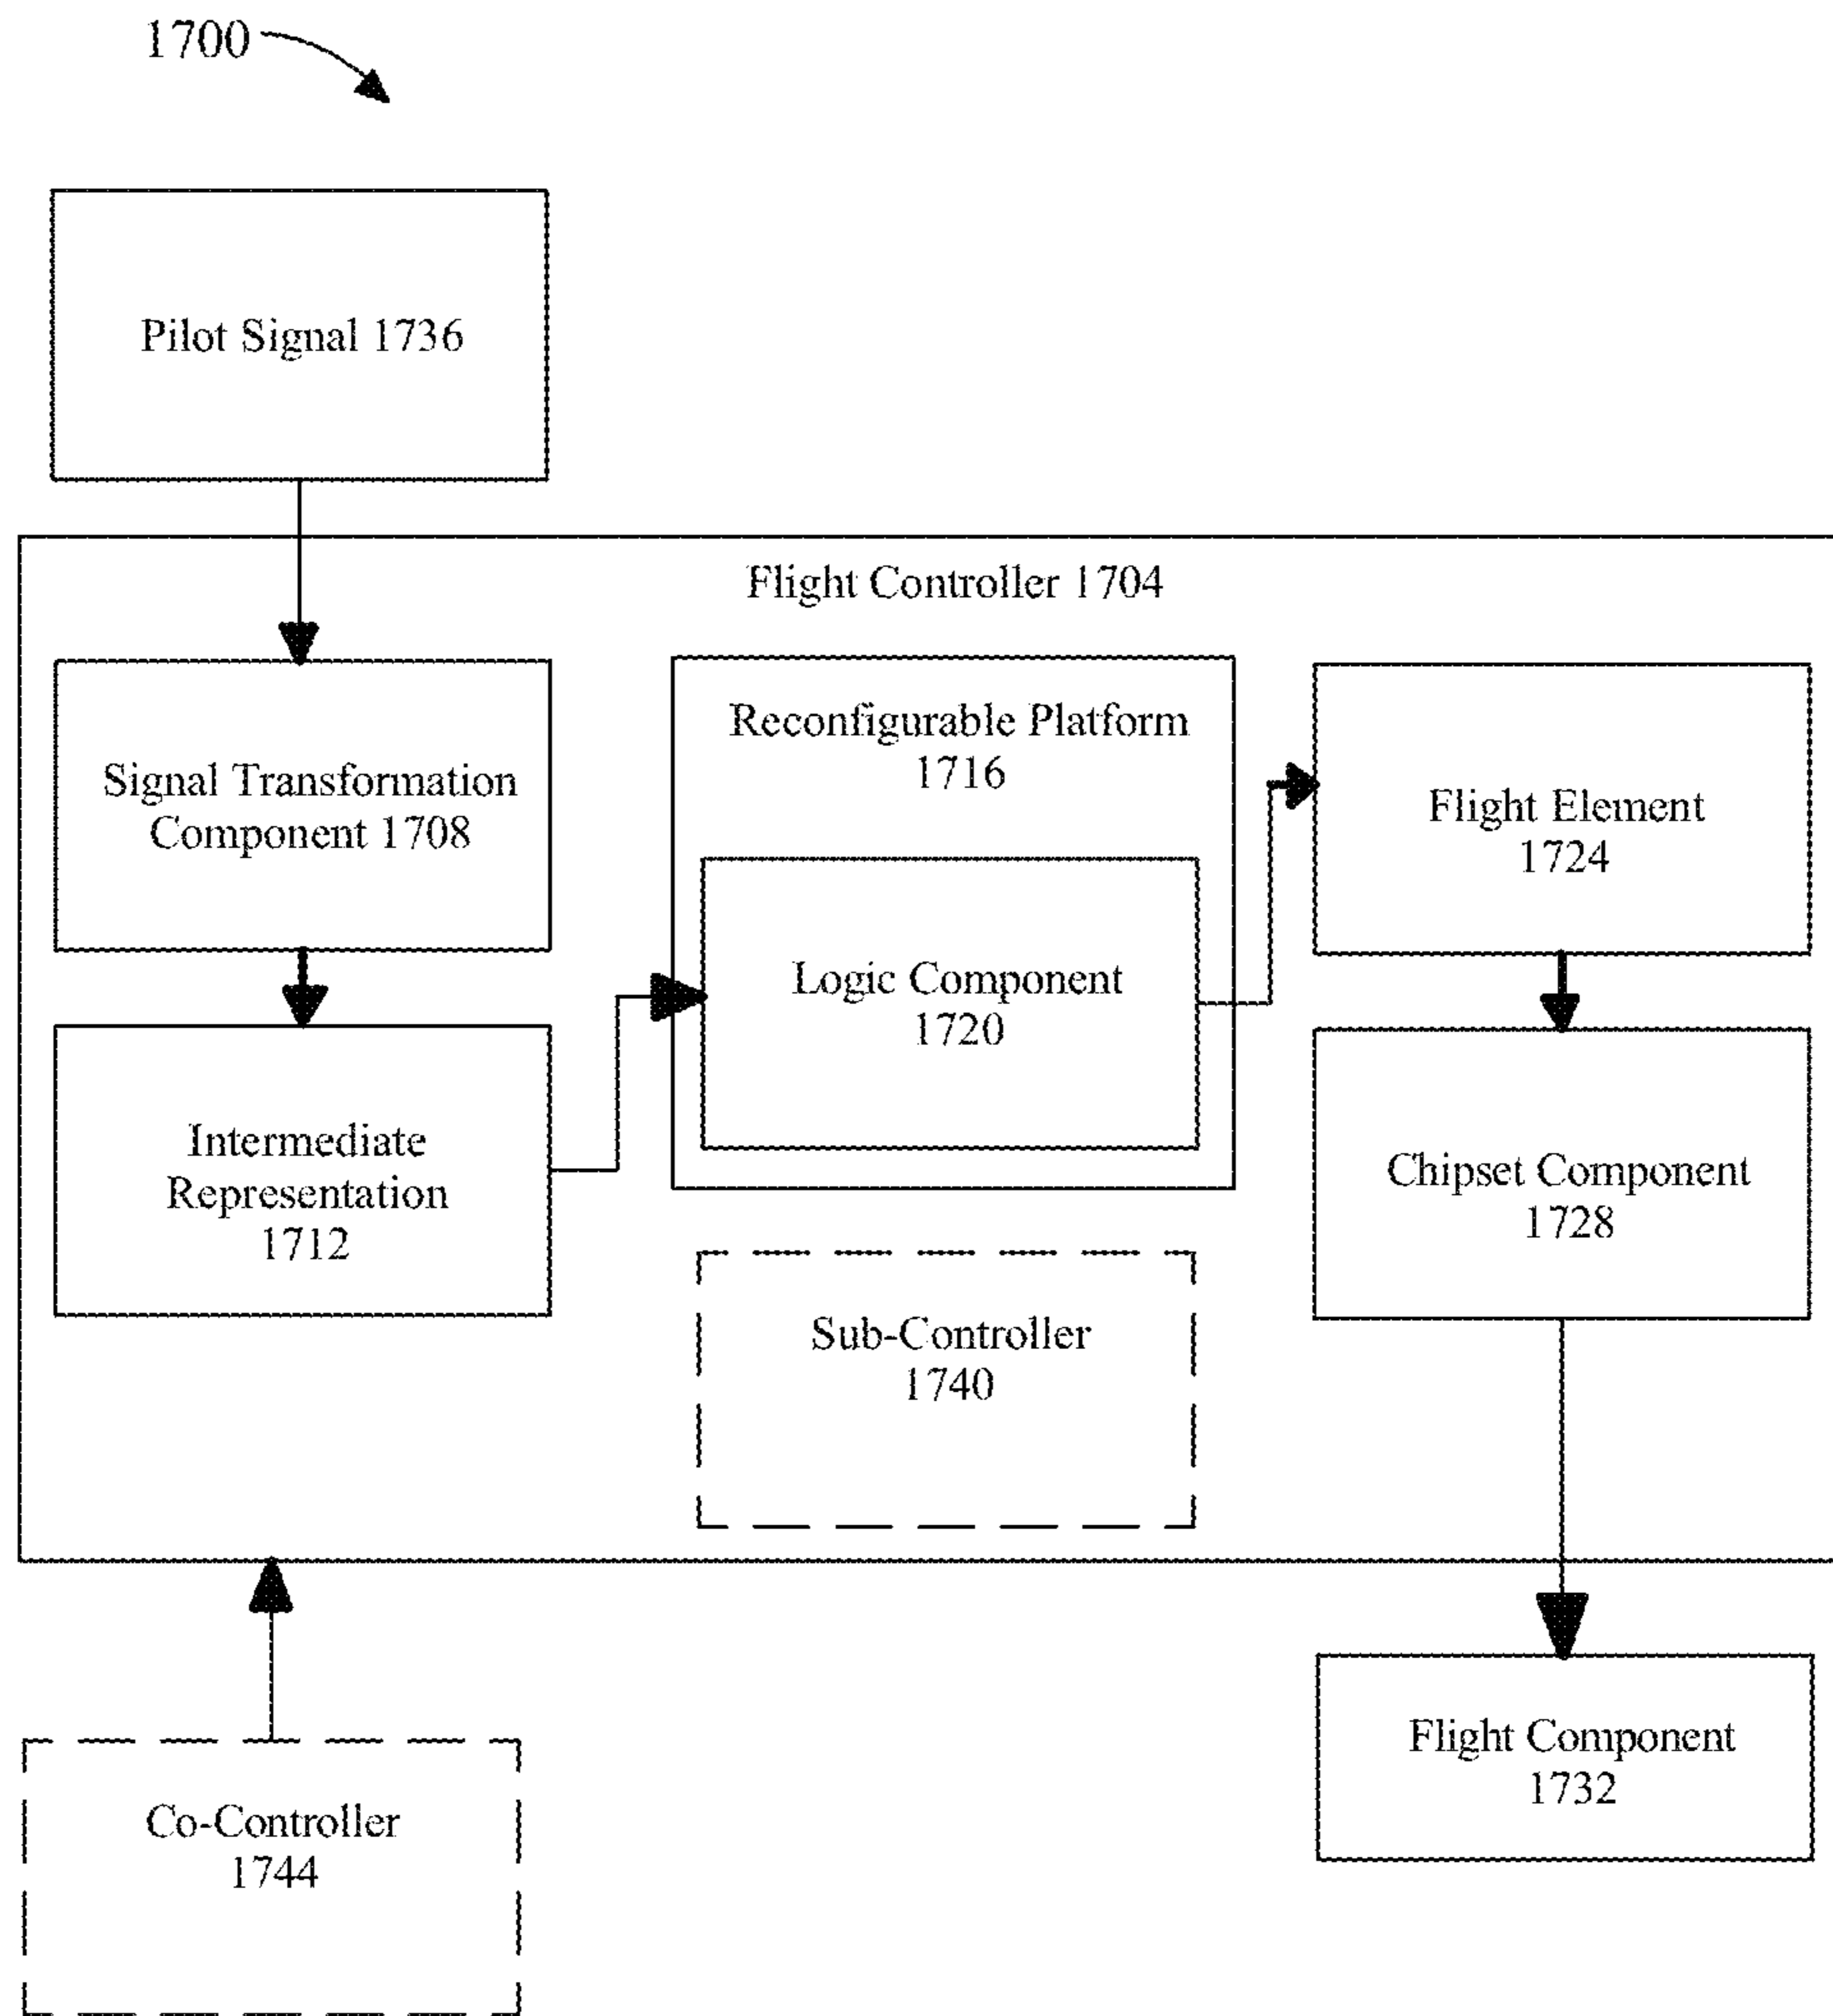 1700
Pilot Signal 1736
Flight Controller 1704
Signal Transformation
Component 1708
Reconfigurable Platform
1716
Flight Element
1724
Logic Component
1720
Intermediate
Representation
1712
Chipset Component
1728
Sub-Controller
1740
Flight Component
1732
Co-Controller
1744